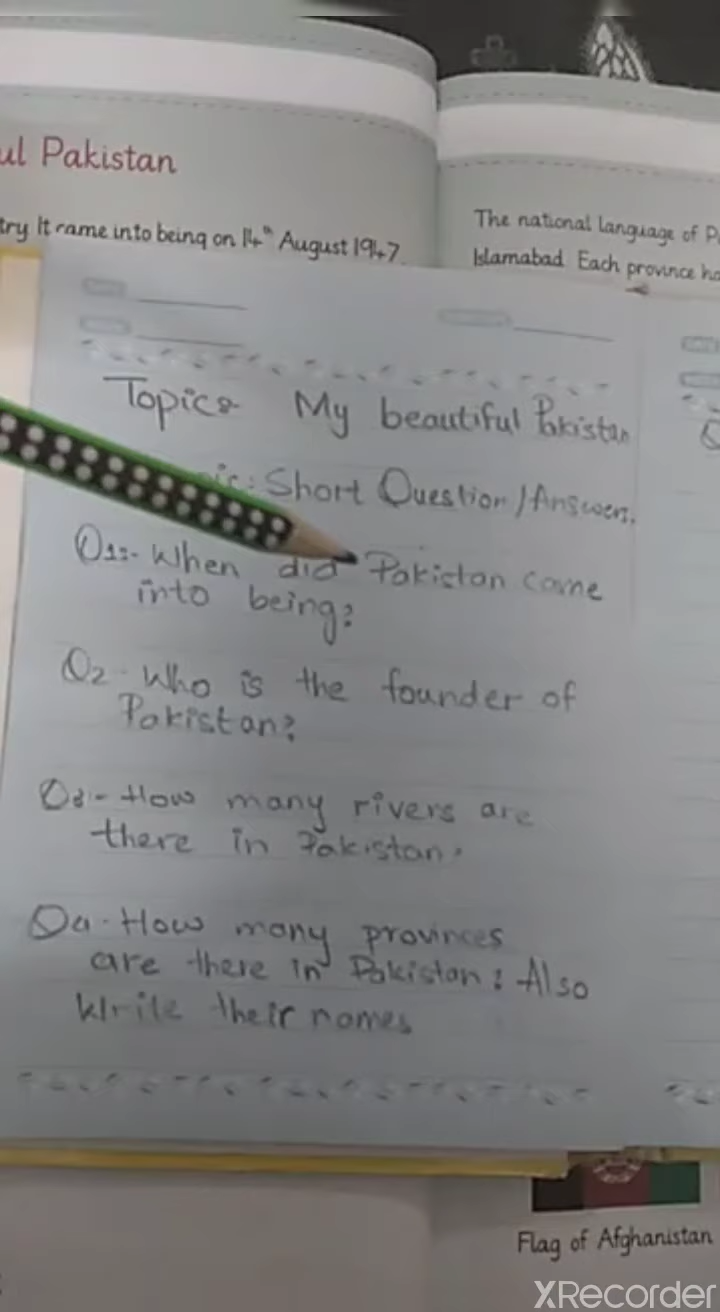 ul Pakistan
try It came into being on 14th August 1947
The national language of P
Islamabad Each province ha
Topic:- My beautiful Pakistan
pic: Short Question/Answers.
Q1:- When did Pakistan come
into being?
Q2- Who is the founder of
Pakistan?
Q3- How many rivers are
there in Pakistan.
Q4- How many provinces
are there in Pakistan? Also
Write their names
Flag of Afghanistan
XRecorder